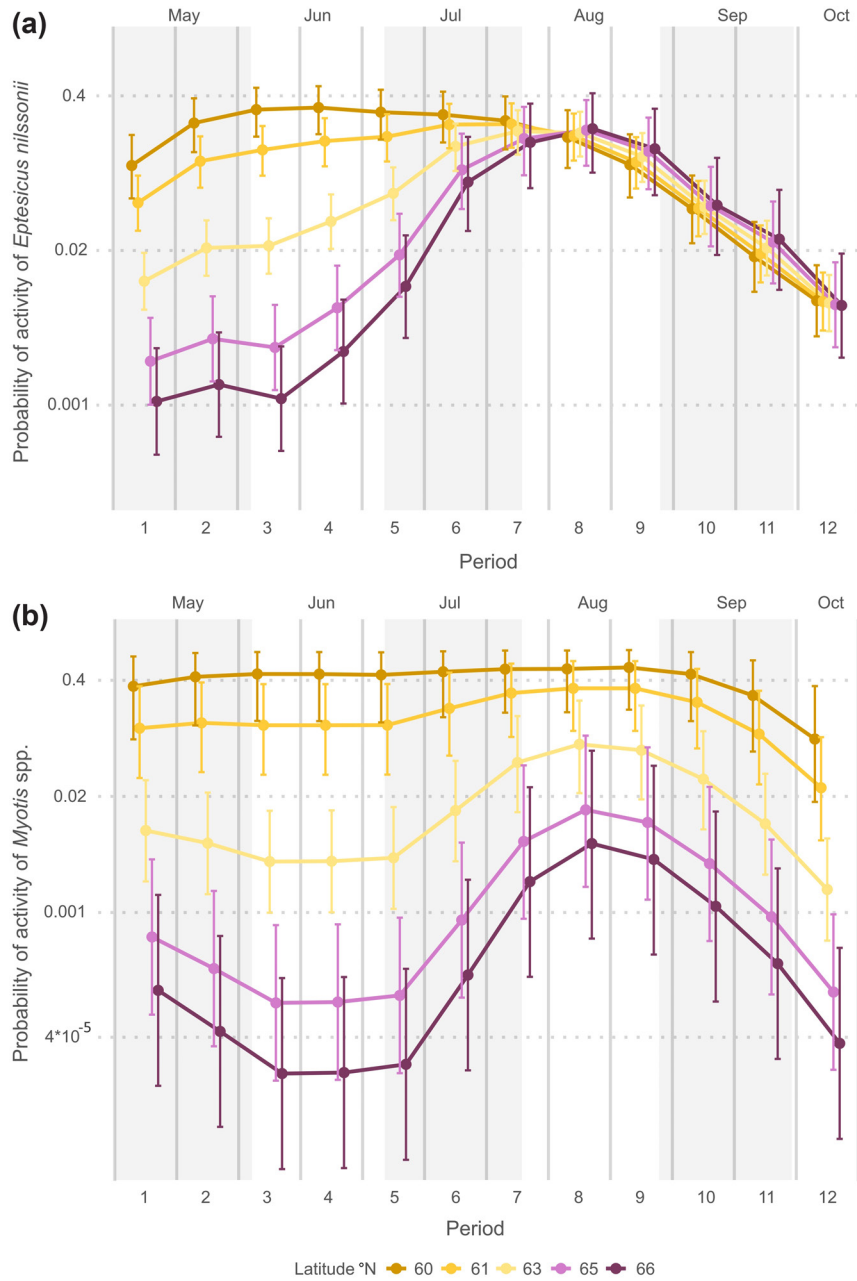 (a)
May Jun Jul Aug Sep Oct
Probability of activity of Eptesicus nilssonii
0.4
0.02
0.001
1 2 3 4 5 6 7 8 9 10 11 12
Period
(b)
May Jun Jul Aug Sep Oct
Probability of activity of Myotis spp.
0.4
0.02
0.001
4*10⁻⁵
1 2 3 4 5 6 7 8 9 10 11 12
Period
Latitude °N 60 61 63 65 66